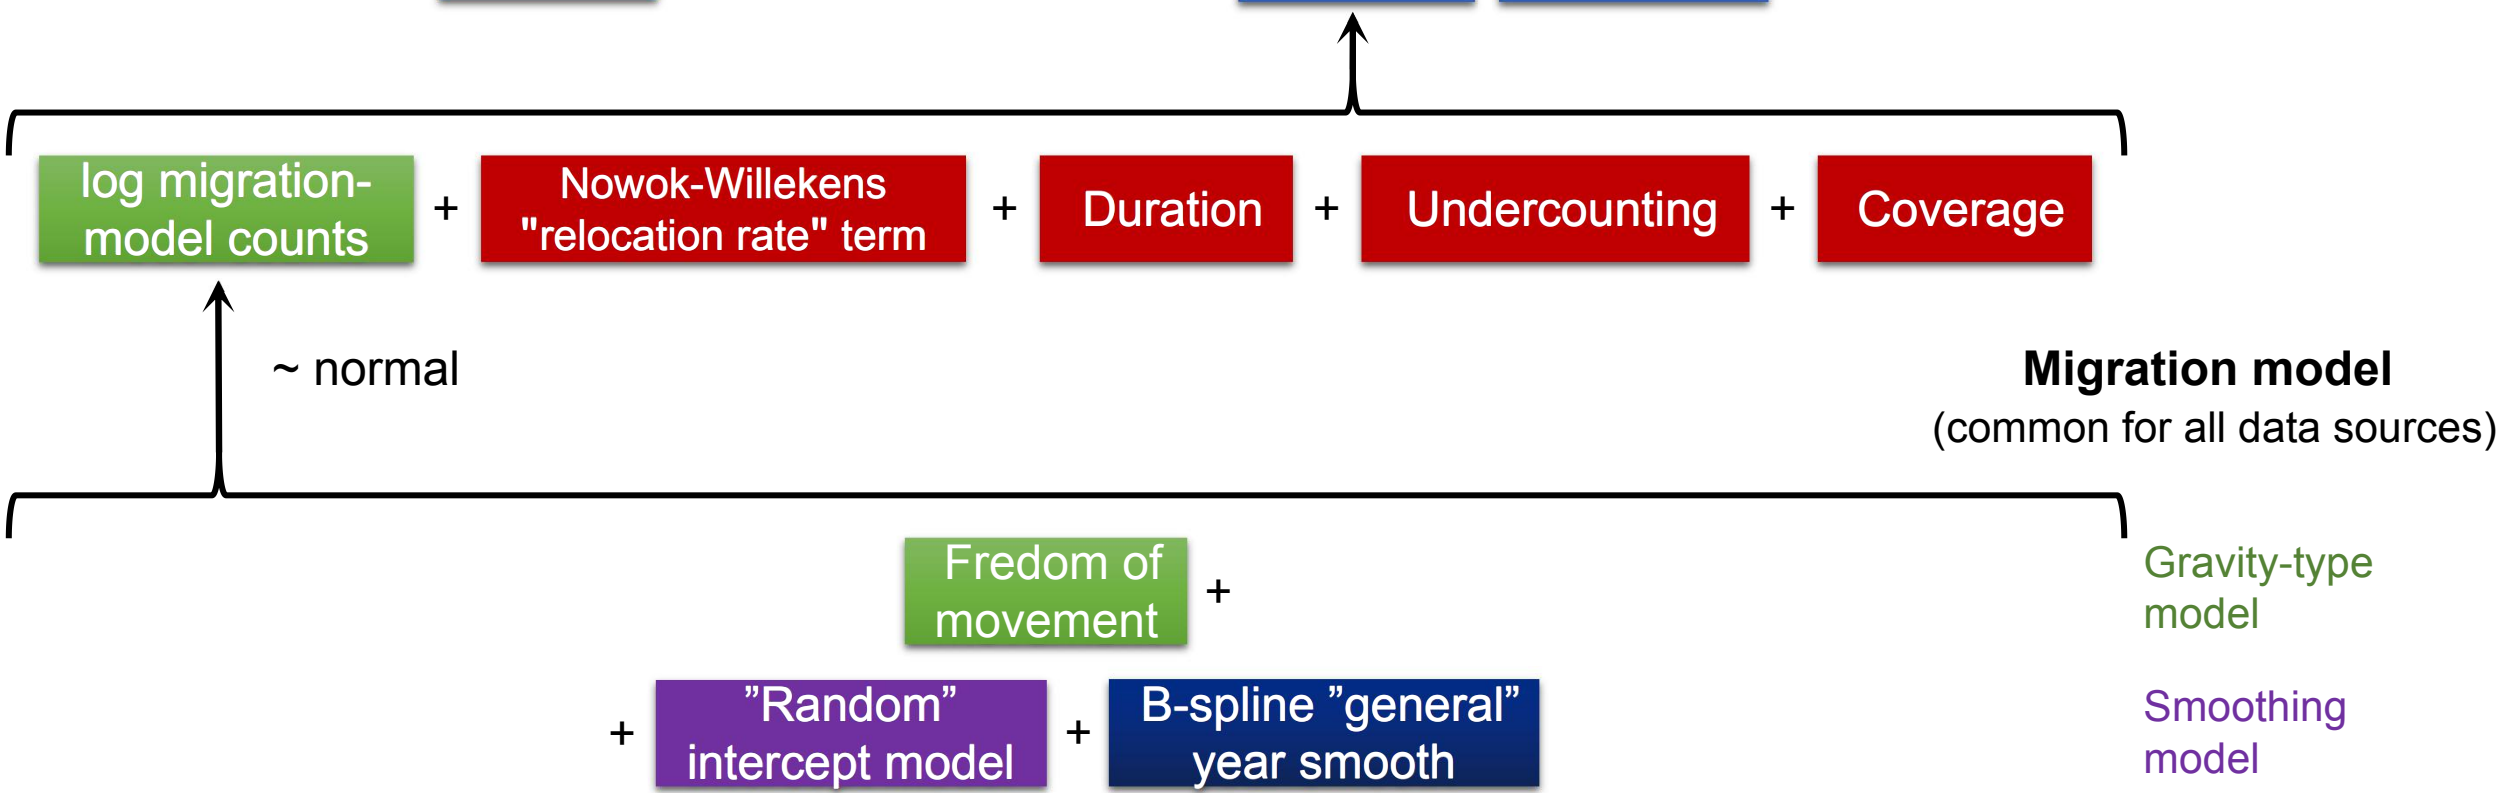 log migration-
model counts
+
Nowok-Willekens
"relocation rate" term
+
Duration
+
Undercounting
+
Coverage
~ normal
Migration model
(common for all data sources)
Fredom of
movement
+
Gravity-type
model
+
”Random”
intercept model
+
B-spline ”general”
year smooth
Smoothing
model